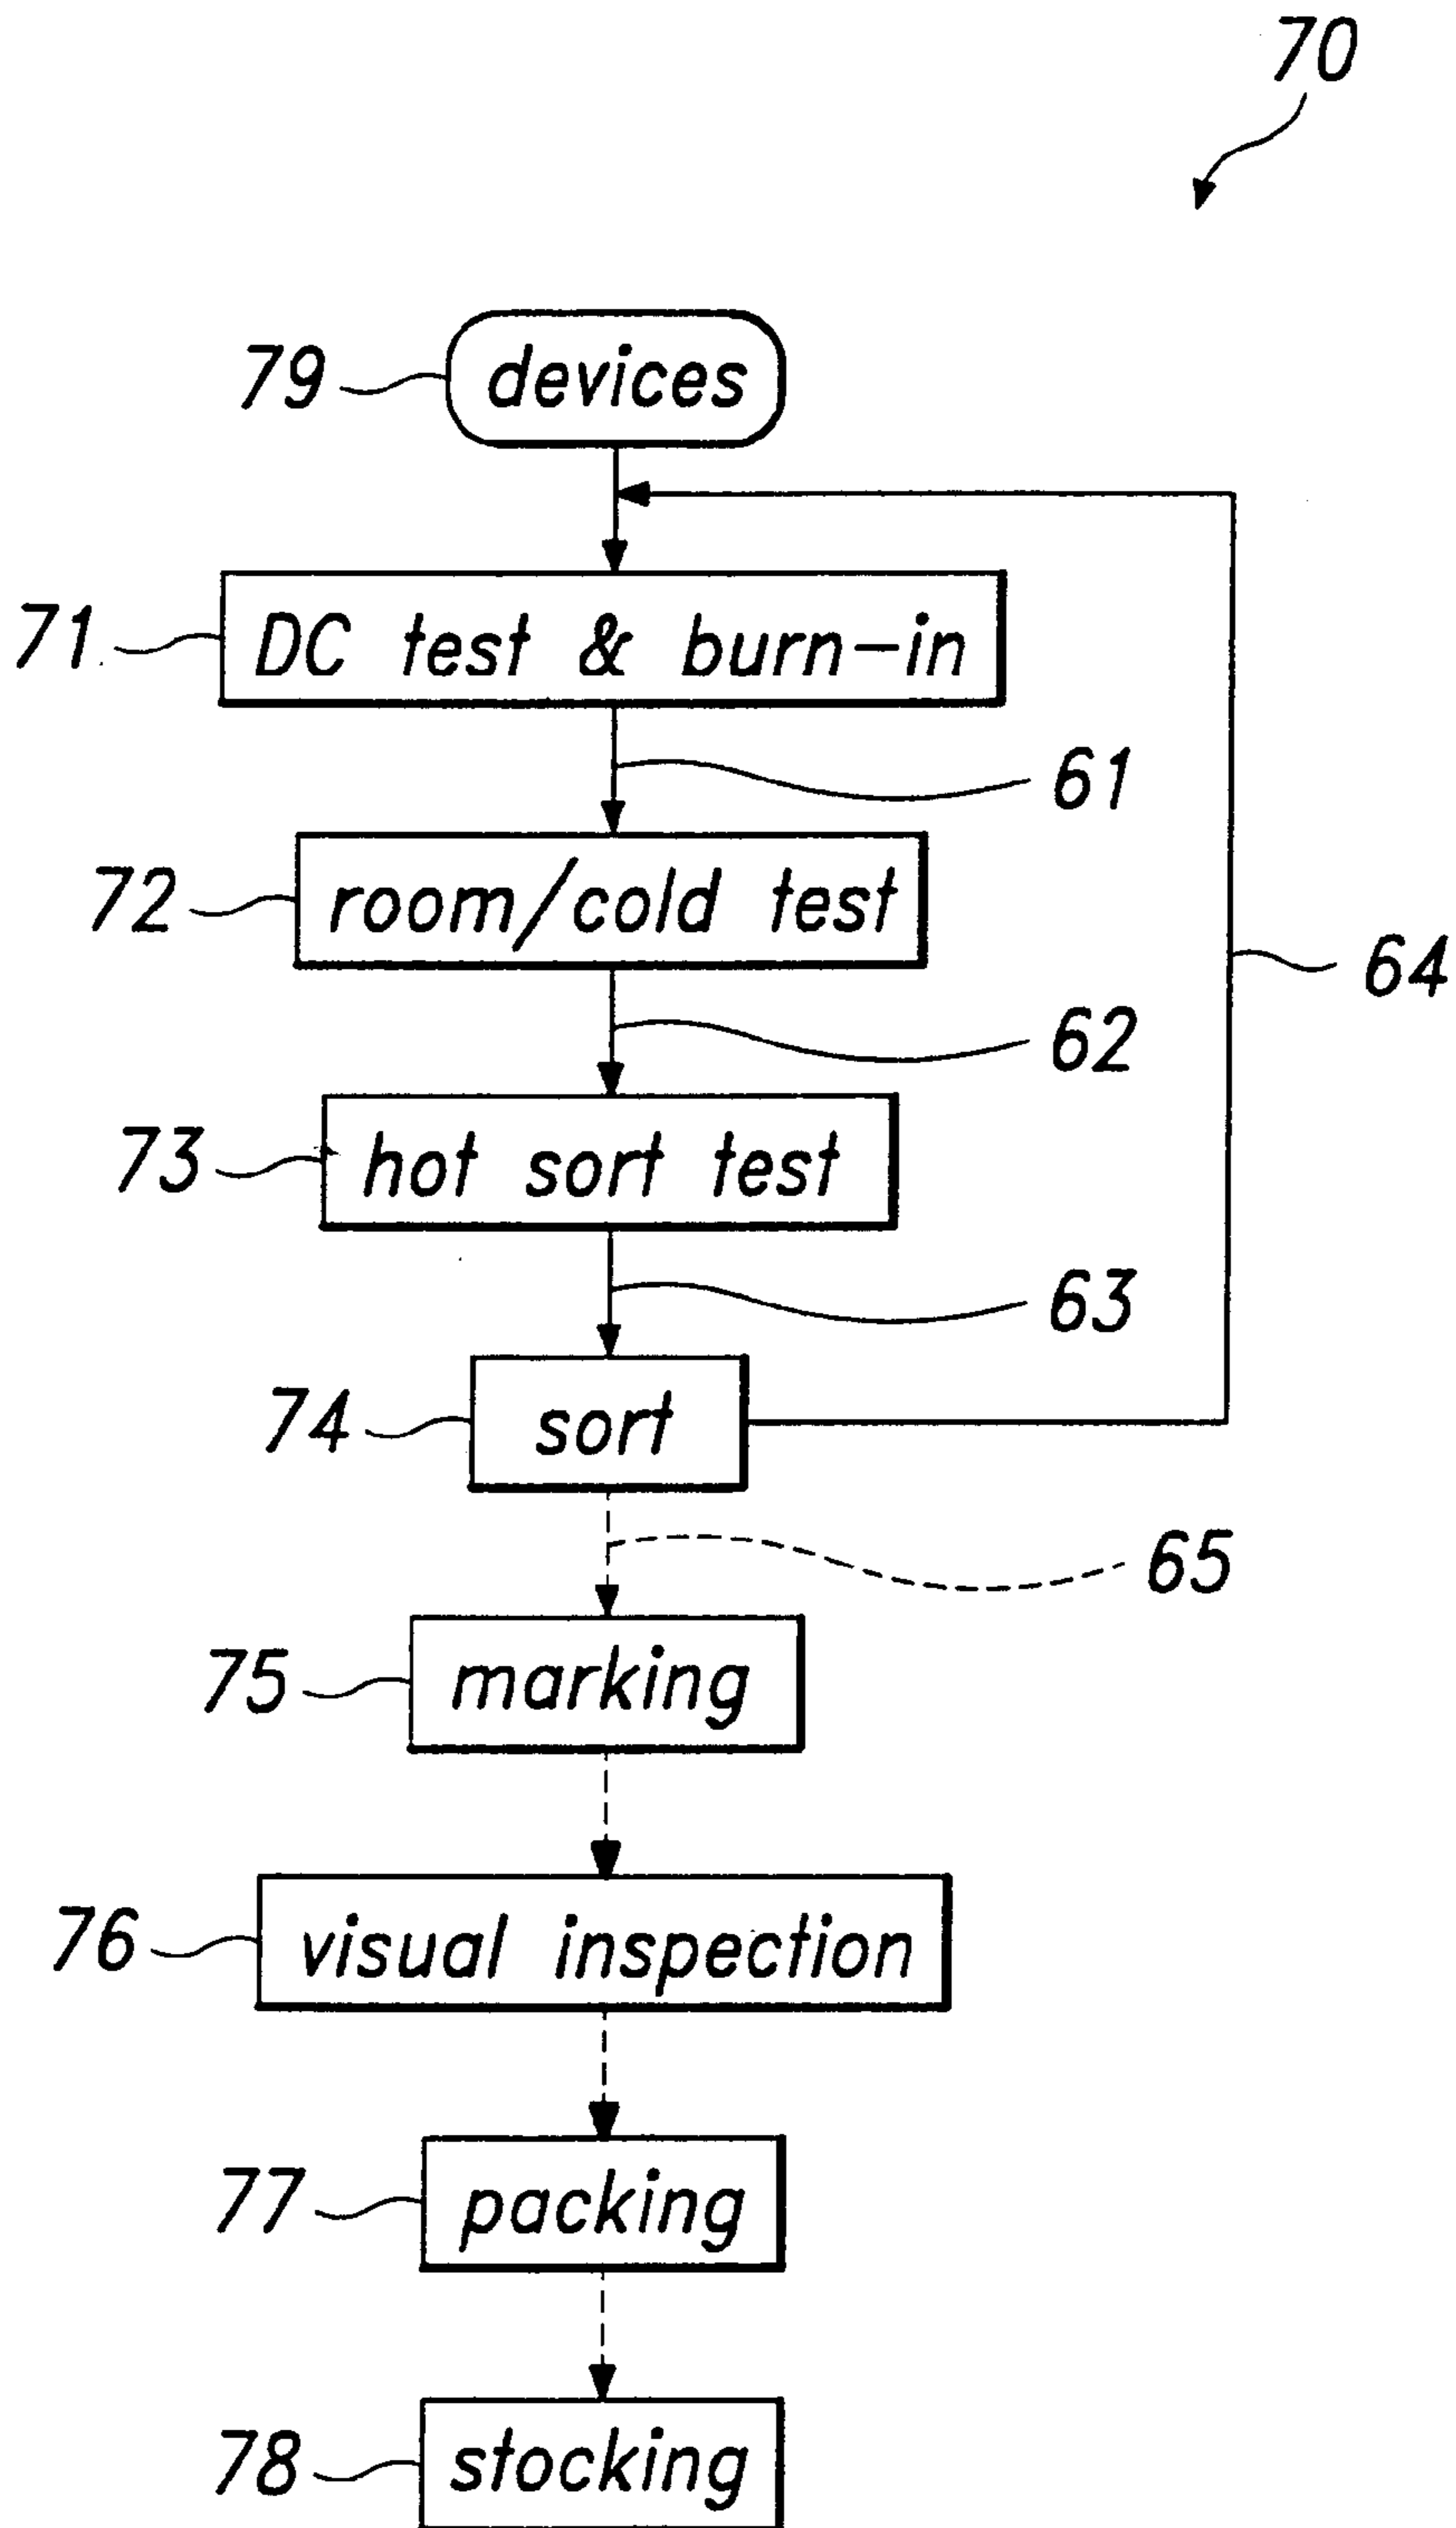 70
79 devices
71 DC test & burn-in
61
72 room/cold test
64
62
73 hot sort test
63
74 sort
65
75 marking
76 visual inspection
77 packing
78 stocking